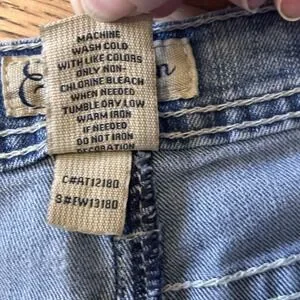 MACHINE
WASH COLD
WITH LIKE COLORS
ONLY NON-
CHLORINE BLEACH
WHEN NEEDED
TUMBLE DRY LOW
WARM IRON
IF NEEDED
DO NOT IRON
DECORATION
C#AT12180
S#EW13180